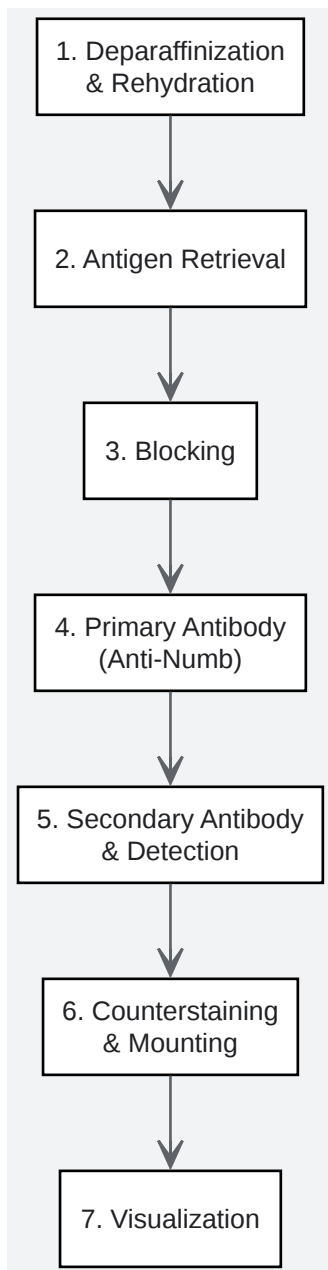 1. Deparaffinization
& Rehydration
2. Antigen Retrieval
3. Blocking
4. Primary Antibody
(Anti-Numb)
5. Secondary Antibody
& Detection
6. Counterstaining
& Mounting
7. Visualization